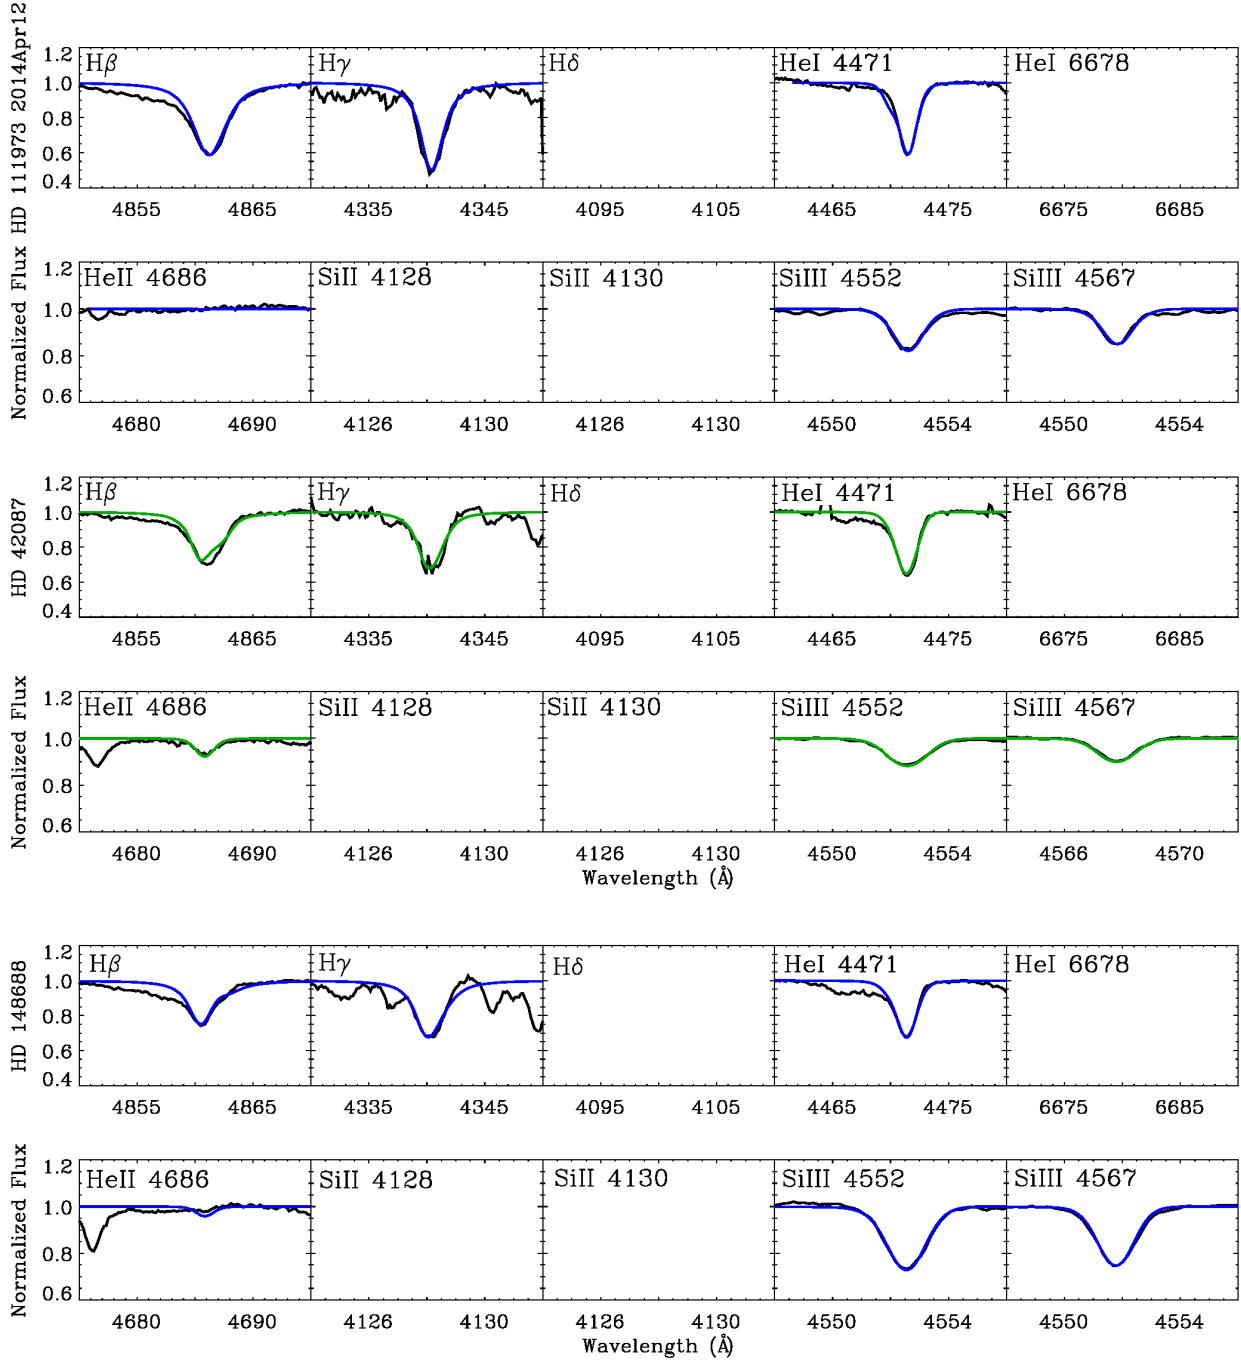 HD 111973 2014Apr12
Hβ Hγ Hδ HeI 4471 HeI 6678
1.2
1.0
0.8
0.6
0.4
4855 4865 4335 4345 4095 4105 4465 4475 6675 6685
Normalized Flux
HeII 4686 SiII 4128 SiII 4130 SiIII 4552 SiIII 4567
1.2
1.0
0.8
0.6
4680 4690 4126 4130 4126 4130 4550 4554 4550 4554
HD 42087
Hβ Hγ Hδ HeI 4471 HeI 6678
1.2
1.0
0.8
0.6
0.4
4855 4865 4335 4345 4095 4105 4465 4475 6675 6685
Normalized Flux
HeII 4686 SiII 4128 SiII 4130 SiIII 4552 SiIII 4567
1.2
1.0
0.8
0.6
4680 4690 4126 4130 4126 4130 4550 4554 4566 4570
Wavelength (Å)
HD 148688
Hβ Hγ Hδ HeI 4471 HeI 6678
1.2
1.0
0.8
0.6
0.4
4855 4865 4335 4345 4095 4105 4465 4475 6675 6685
Normalized Flux
HeII 4686 SiII 4128 SiII 4130 SiIII 4552 SiIII 4567
1.2
1.0
0.8
0.6
4680 4690 4126 4130 4126 4130 4550 4554 4550 4554
Wavelength (Å)